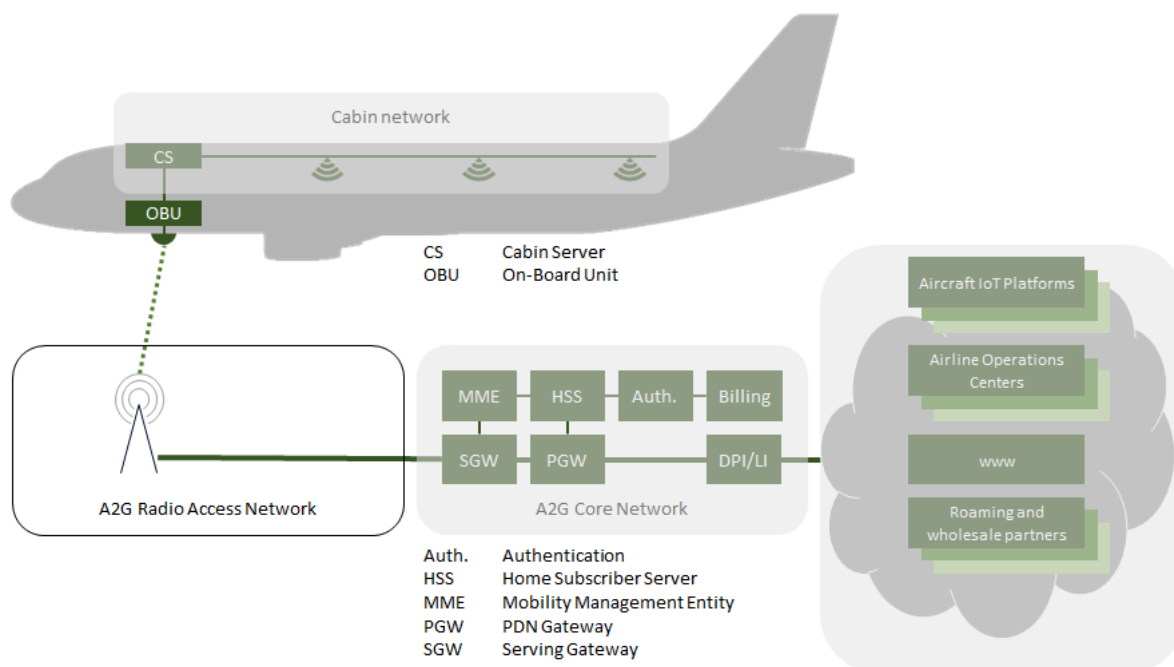 Cabin network
CS
OBU
CS Cabin Server
OBU On-Board Unit
Aircraft IoT Platforms
Airline Operations
Centers
www
Roaming and
wholesale partners
MME HSS Auth. Billing
SGW PGW DPI/LI
A2G Radio Access Network
A2G Core Network
Auth. Authentication
HSS Home Subscriber Server
MME Mobility Management Entity
PGW PDN Gateway
SGW Serving Gateway